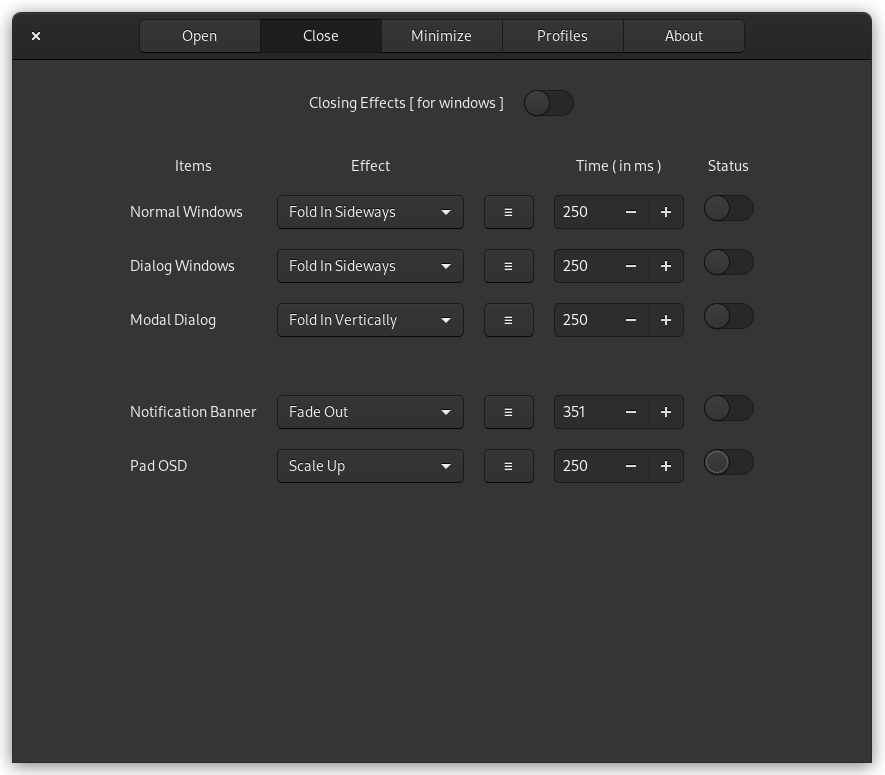 Open Close Minimize Profiles About
Closing Effects [ for windows ]
Items Effect Time ( in ms ) Status
Normal Windows Fold In Sideways 250
Dialog Windows Fold In Sideways 250
Modal Dialog Fold In Vertically 250
Notification Banner Fade Out 351
Pad OSD Scale Up 250